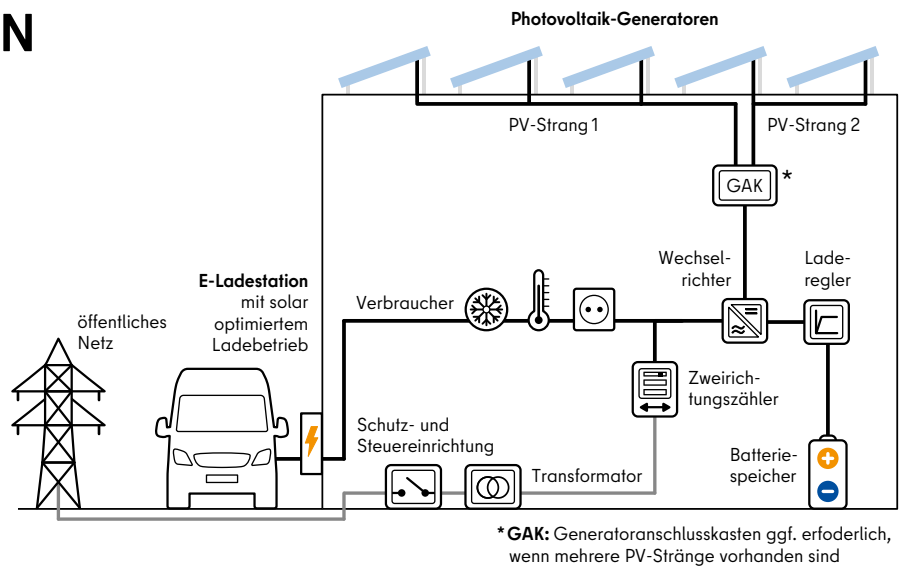 N
Photovoltaik-Generatoren
PV-Strang 1
PV-Strang 2
GAK
*
Wechsel-
richter
Lade-
regler
E-Ladestation
mit solar
optimiertem
Ladebetrieb
Verbraucher
öffentliches
Netz
Zweirich-
tungszähler
Schutz- und
Steuereinrichtung
Transformator
Batterie-
speicher
* GAK: Generatoranschlusskasten ggf. erfoderlich,
wenn mehrere PV-Stränge vorhanden sind